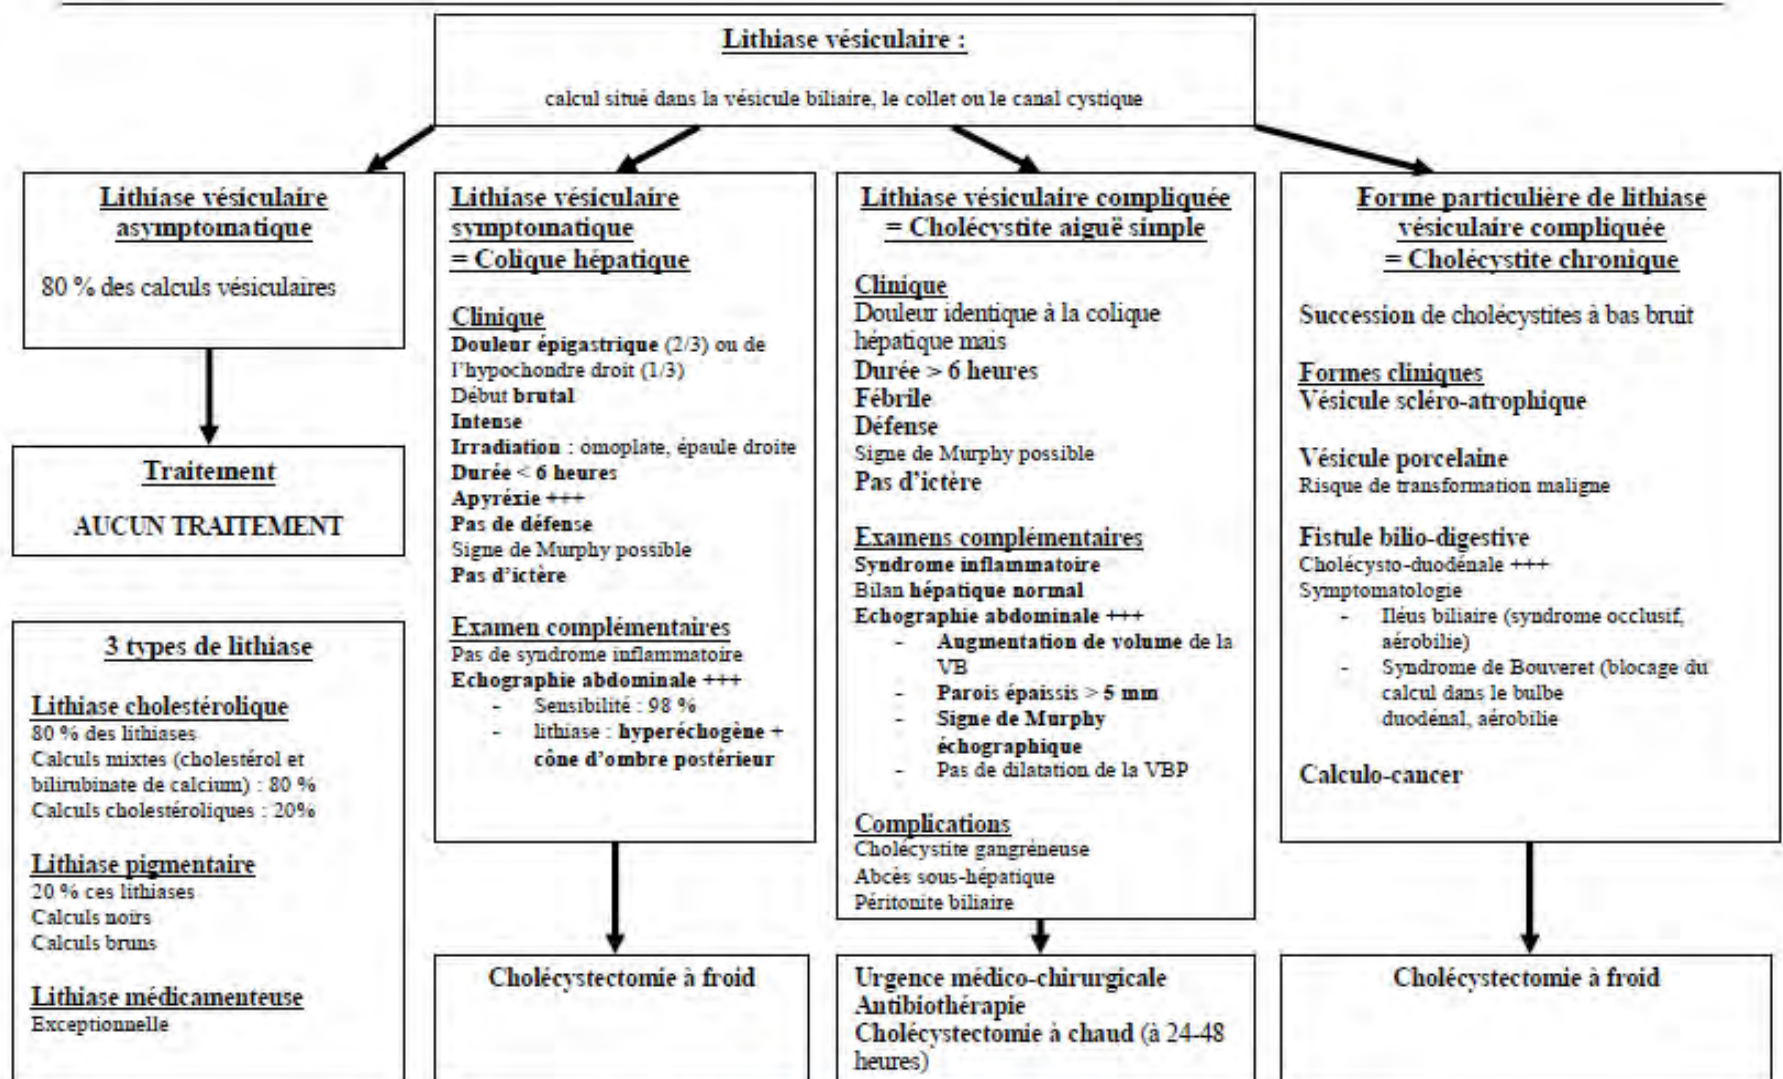 Lithiase vésiculaire :
calcul situé dans la vésicule biliaire, le collet ou le canal cystique
Lithiase vésiculaire
asymptomatique
80 % des calculs vésiculaires
Traitement
AUCUN TRAITEMENT
3 types de lithiase
Lithiase cholestérolique
80 % des lithiases
Calculs mixtes (cholestérol et
bilirubinate de calcium) : 80 %
Calculs cholestéroliques : 20%
Lithiase pigmentaire
20 % ces lithiases
Calculs noirs
Calculs bruns
Lithiase médicamenteuse
Exceptionnelle
Lithiase vésiculaire
symptomatique
= Colique hépatique
Clinique
Douleur épigastrique (2/3) ou de
l'hypochondre droit (1/3)
Début brutal
Intense
Irradiation : omoplate, épaule droite
Durée < 6 heures
Apyréxie +++
Pas de défense
Signe de Murphy possible
Pas d'ictère
Examen complémentaires
Pas de syndrome inflammatoire
Echographie abdominale +++
- Sensibilité : 98 %
- lithiase : hyperéchogène +
cône d'ombre postérieur
Cholécystectomie à froid
Lithiase vésiculaire compliquée
= Cholécystite aiguë simple
Clinique
Douleur identique à la colique
hépatique mais
Durée > 6 heures
Fébrile
Défense
Signe de Murphy possible
Pas d'ictère
Examens complémentaires
Syndrome inflammatoire
Bilan hépatique normal
Echographie abdominale +++
- Augmentation de volume de la
VB
- Parois épaissis > 5 mm
- Signe de Murphy
échographique
- Pas de dilatation de la VBP
Complications
Cholécystite gangréneuse
Abcès sous-hépatique
Péritonite biliaire
Urgence médico-chirurgicale
Antibiothérapie
Cholécystectomie à chaud (à 24-48
heures)
Forme particulière de lithiase
vésiculaire compliquée
= Cholécystite chronique
Succession de cholécystites à bas bruit
Formes cliniques
Vésicule scléro-atrophique
Vésicule porcelaine
Risque de transformation maligne
Fistule bilio-digestive
Cholécysto-duodénale +++
Symptomatologie
- Iléus biliaire (syndrome occlusif,
aérobilie)
- Syndrome de Bouveret (blocage du
calcul dans le bulbe
duodénal, aérobilie
Calculo-cancer
Cholécystectomie à froid